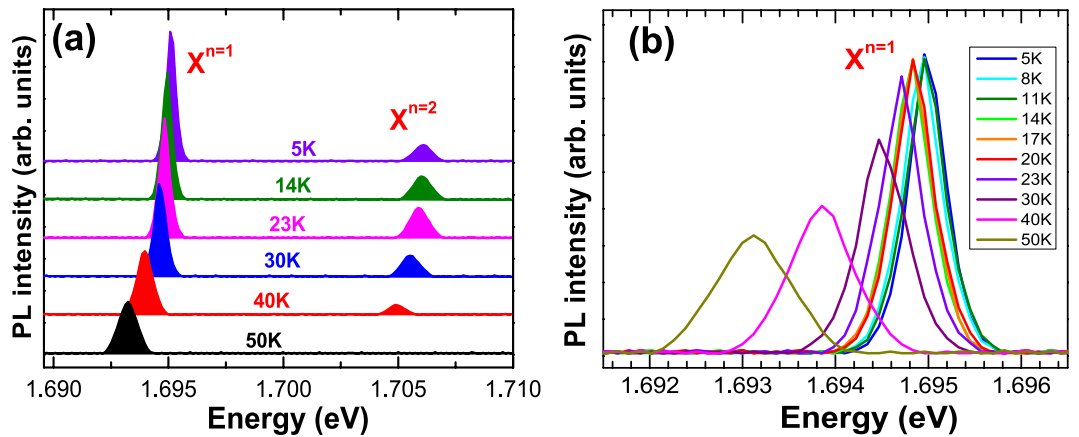 (a)
X^n=1
X^n=2
5K
14K
23K
30K
40K
50K
PL intensity (arb. units)
1.690 1.695 1.700 1.705 1.710
Energy (eV)
(b)
X^n=1
5K
8K
11K
14K
17K
20K
23K
30K
40K
50K
PL intensity (arb. units)
1.692 1.693 1.694 1.695 1.696
Energy (eV)